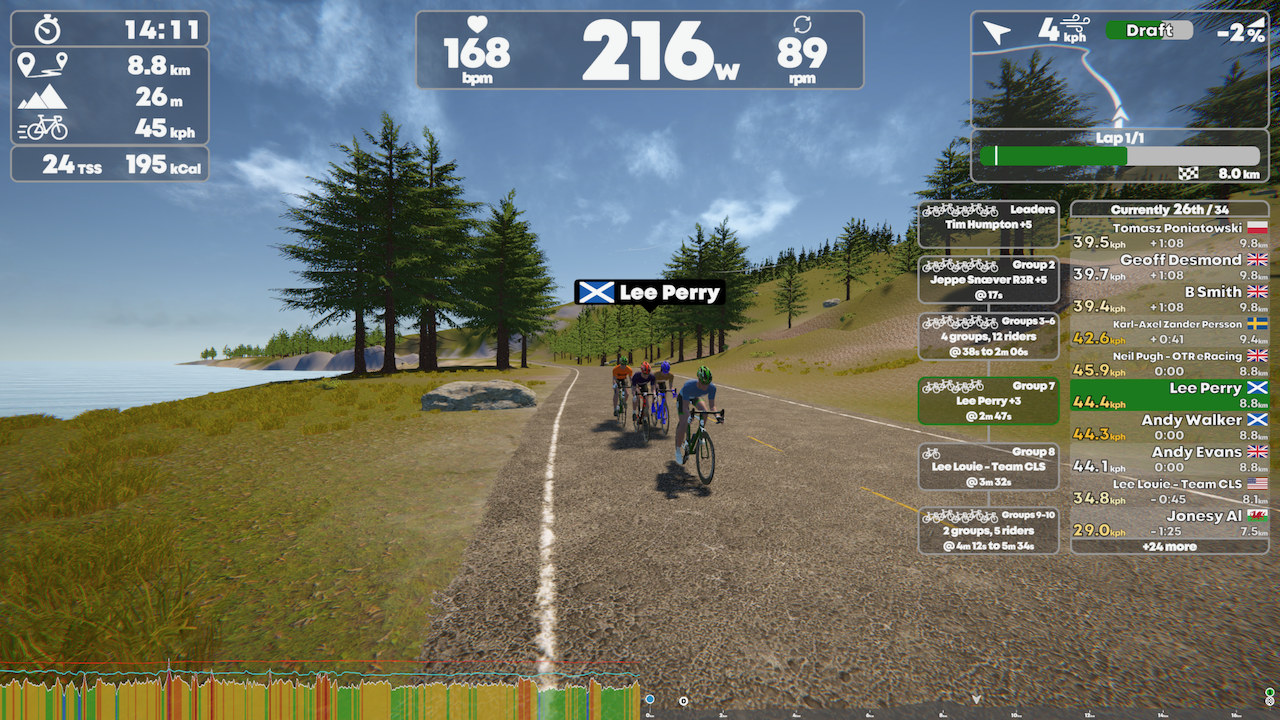 14:11
8.8 km
26 m
45 kph
24 TSS 195 kCal
168 bpm
216 w
89 rpm
4 kph
Draft
-2%
Lap 1/1
8.0 km
Leaders
Tim Humpton +5
Group 2
Jeppe Snæver R3R +5
@ 17s
Groups 3-6
4 groups, 12 riders
@ 38s to 2m 06s
Group 7
Lee Perry +3
@ 2m 47s
Group 8
Lee Louie - Team CLS
@ 3m 32s
Groups 9-10
2 groups, 5 riders
@ 4m 12s to 5m 34s
Currently 26th / 34
Tomasz Poniatowski
39.5kph +1:08 9.8km
Geoff Desmond
39.7kph +1:08 9.8km
B Smith
39.4kph +1:08 9.8km
Karl-Axel Zander Persson
42.6kph +0:41 9.4km
Neil Pugh - OTR eRacing
45.9kph 0:00 8.8km
Lee Perry
44.4kph 8.8km
Andy Walker
44.3kph 0:00 8.8km
Andy Evans
44.1kph 0:00 8.8km
Lee Louie - Team CLS
34.8kph -0:45 8.1km
Jonesy Al
29.0kph -1:25 7.5km
+24 more
Lee Perry